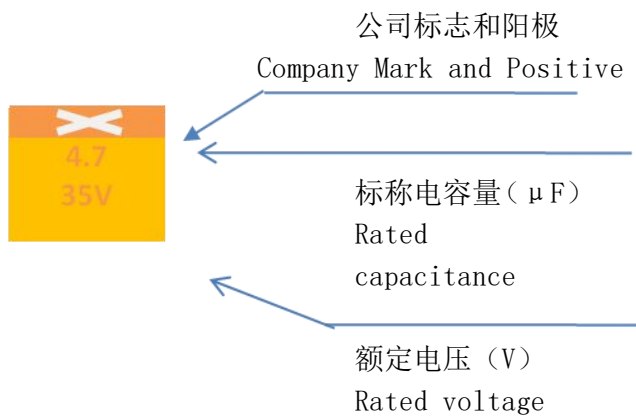 公司标志和阳极
Company Mark and Positive
4.7
35V
标称电容量(μF)
Rated
capacitance
额定电压（V）
Rated voltage